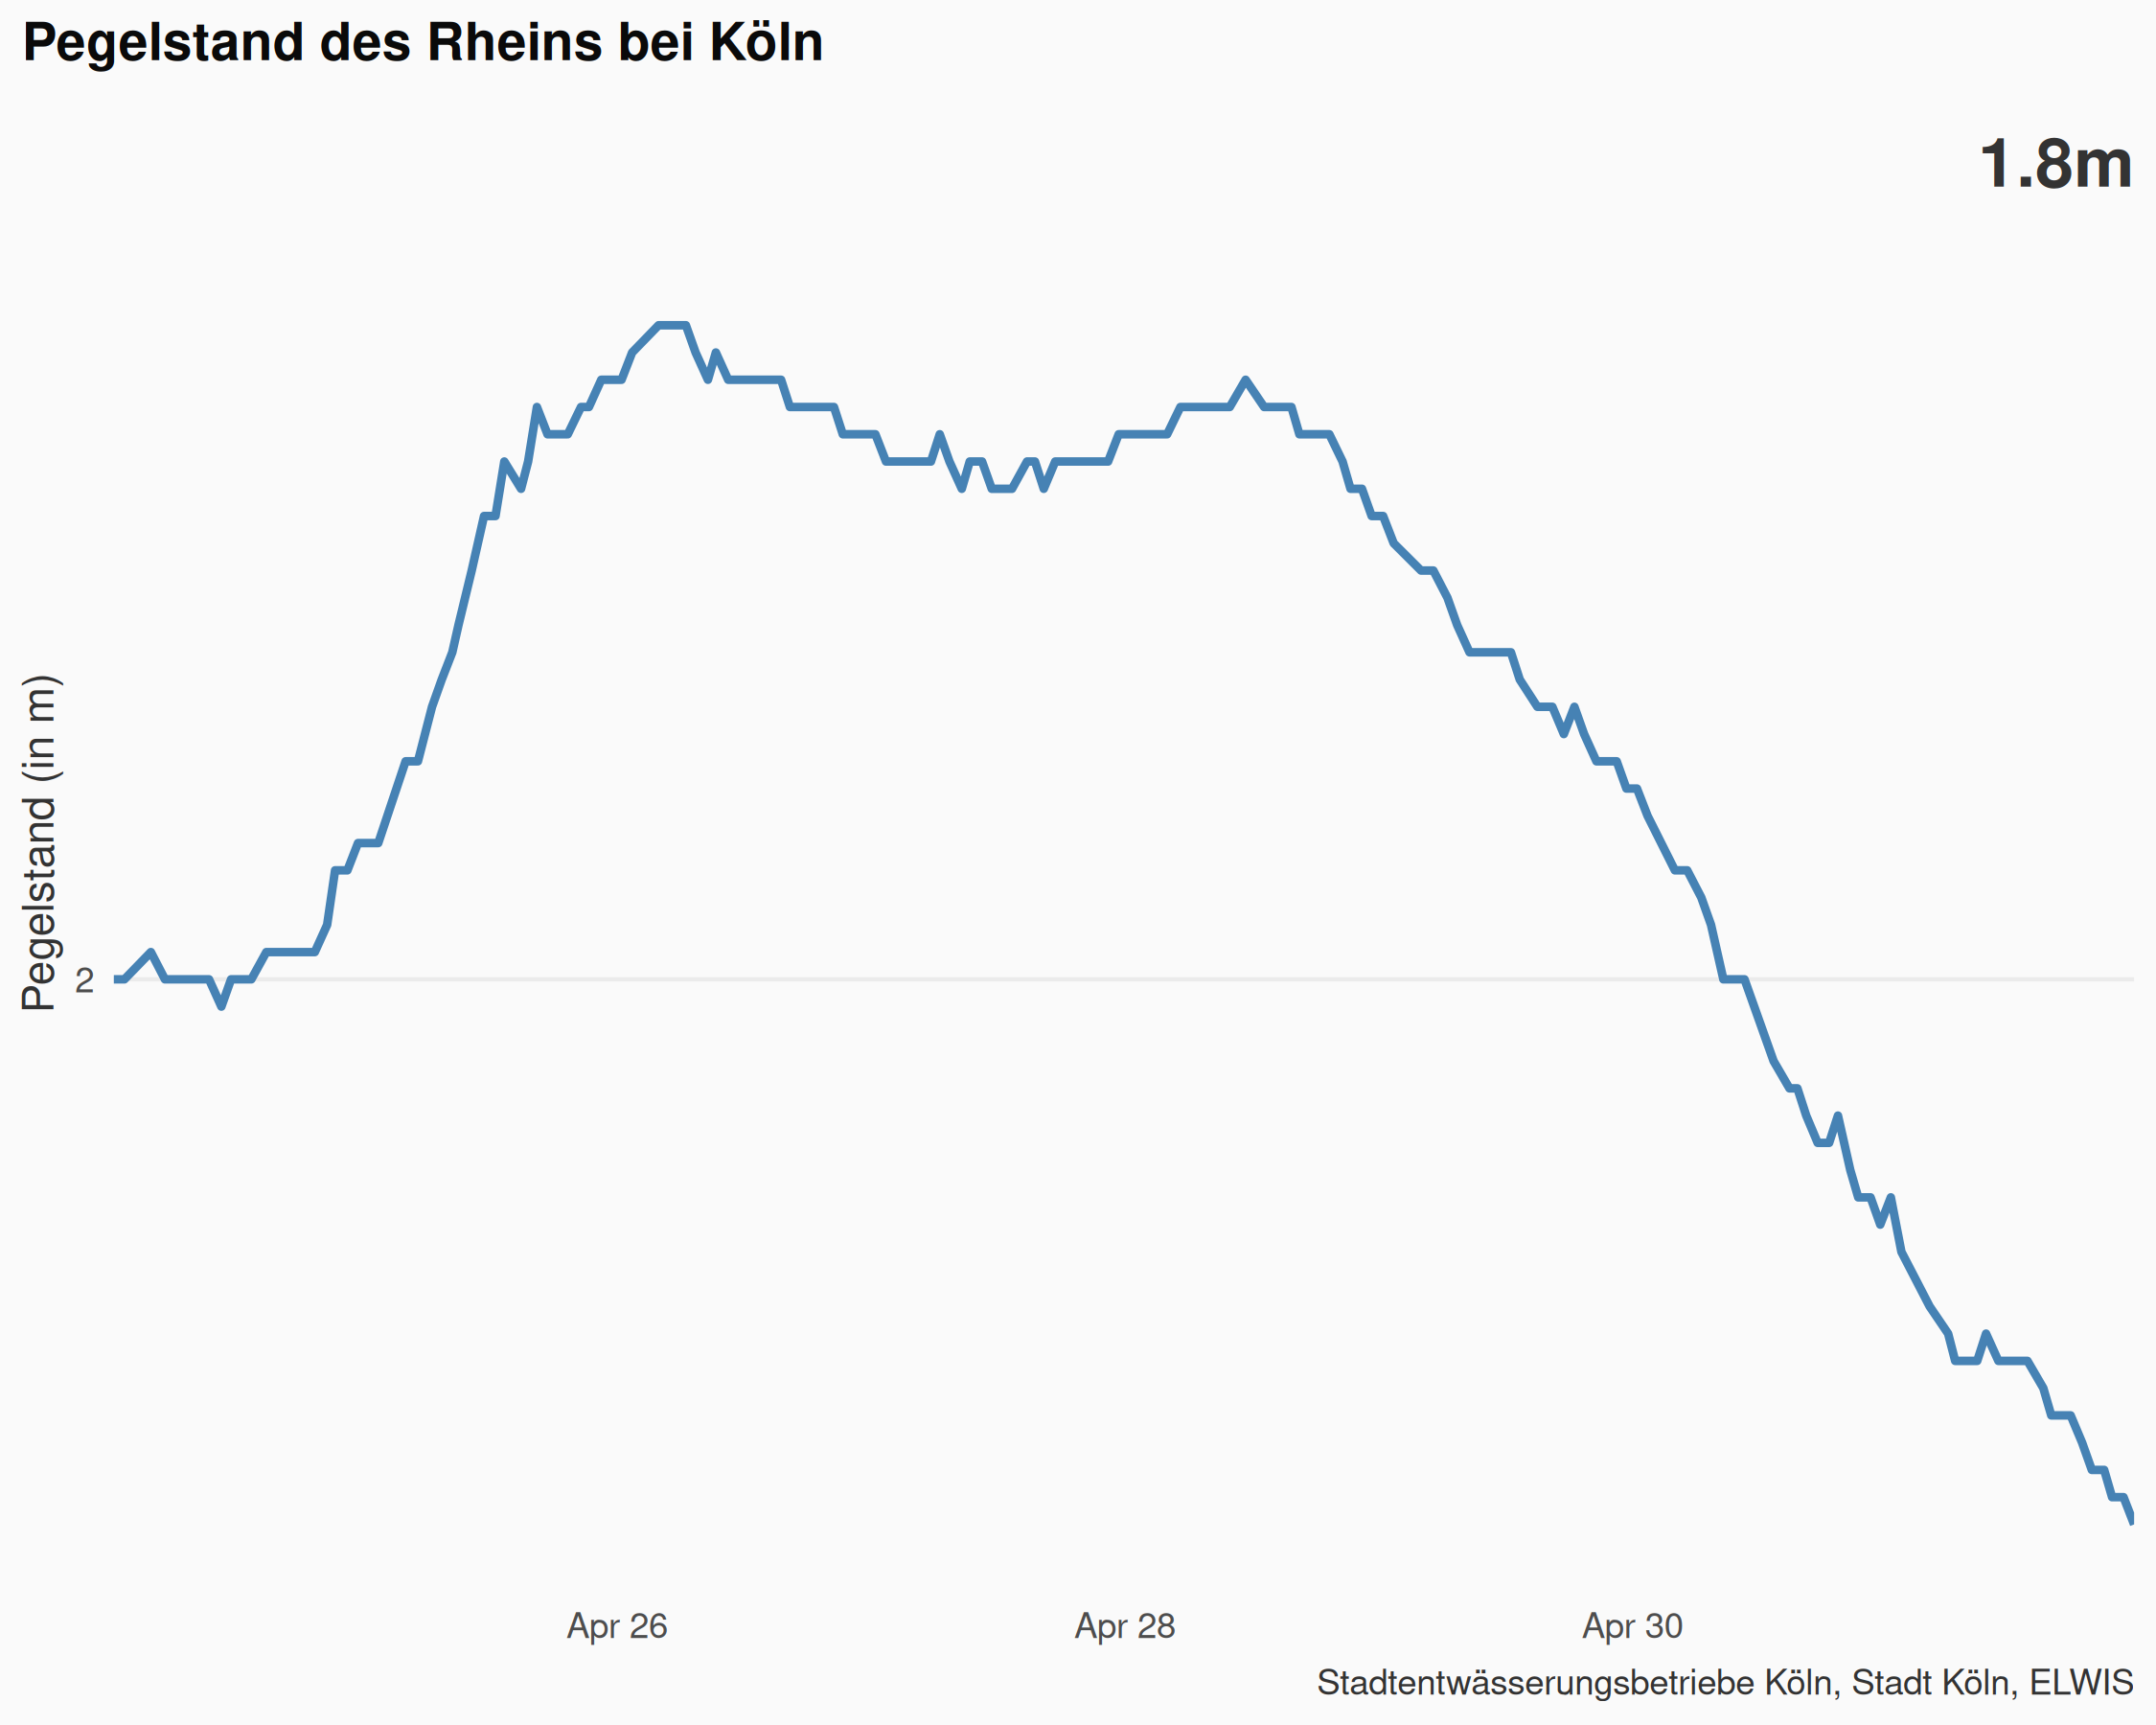 Pegelstand des Rheins bei Köln
1.8m
Pegelstand (in m)
2
Apr 26
Apr 28
Apr 30
Stadtentwässerungsbetriebe Köln, Stadt Köln, ELWIS